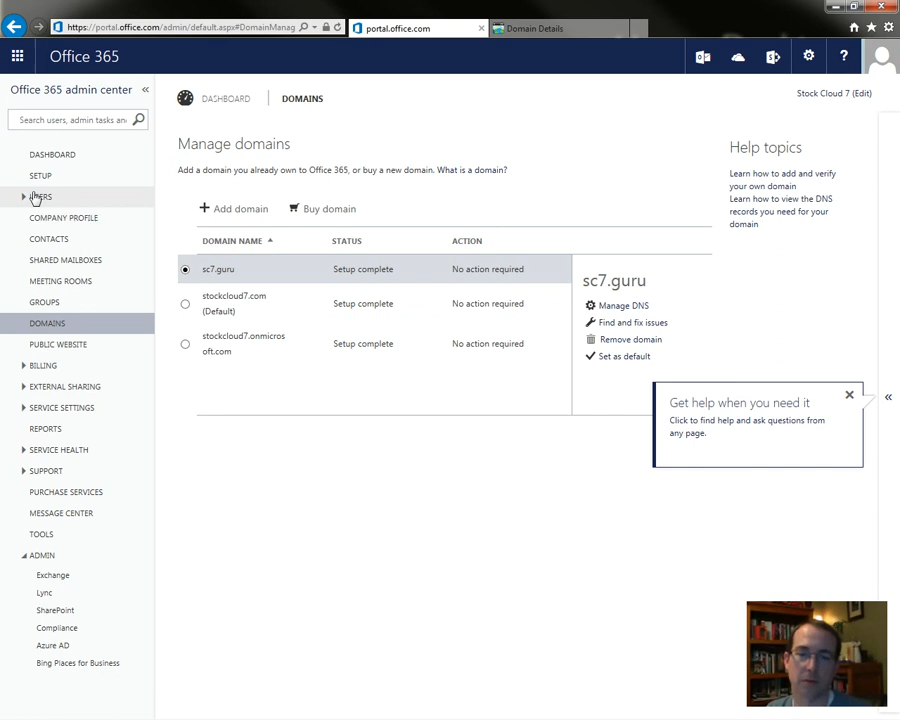 https://portal.office.com/admin/default.aspx#DomainManag
portal.office.com
Domain Details
Office 365
Office 365 admin center «
Search users, admin tasks an
DASHBOARD
SETUP
COMPANY PROFILE
CONTACTS
SHARED MAILBOXES
MEETING ROOMS
GROUPS
DOMAINS
PUBLIC WEBSITE
BILLING
EXTERNAL SHARING
SERVICE SETTINGS
REPORTS
SERVICE HEALTH
SUPPORT
PURCHASE SERVICES
MESSAGE CENTER
TOOLS
ADMIN
Exchange
Lync
SharePoint
Compliance
Azure AD
Bing Places for Business
DASHBOARD | DOMAINS
Stock Cloud 7 (Edit)
Manage domains
Add a domain you already own to Office 365, or buy a new domain. What is a domain?
+ Add domain Buy domain
DOMAIN NAME STATUS ACTION
sc7.guru Setup complete No action required
stockcloud7.com
(Default) Setup complete No action required
stockcloud7.onmicros
oft.com Setup complete No action required
sc7.guru
Manage DNS
Find and fix issues
Remove domain
Set as default
Help topics
Learn how to add and verify
your own domain
Learn how to view the DNS
records you need for your
domain
Get help when you need it
Click to find help and ask questions from
any page.